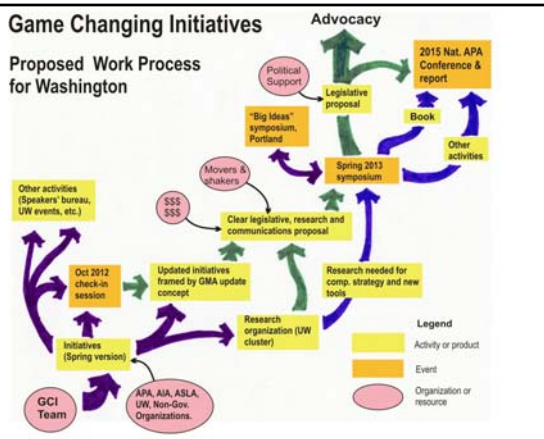 Game Changing Initiatives
Proposed Work Process
for Washington
Advocacy
Political
Support
Legislative
proposal
2015 Nat. APA
Conference &
report
"Big Ideas"
symposium,
Portland
Book
Other
activities
Movers &
shakers
Spring 2013
symposium
Other activities
(Speakers' bureau,
UW events, etc.)
$$$
$$$
Clear legislative, research and
communications proposal
Oct 2012
check-in
session
Updated initiatives
framed by GMA update
concept
Research needed for
comp. strategy and new
tools
Initiatives
(Spring version)
Research
organization (UW
cluster)
GCI
Team
APA, AIA, ASLA,
UW, Non-Gov.
Organizations.
Legend
Activity or product
Event
Organization or
resource